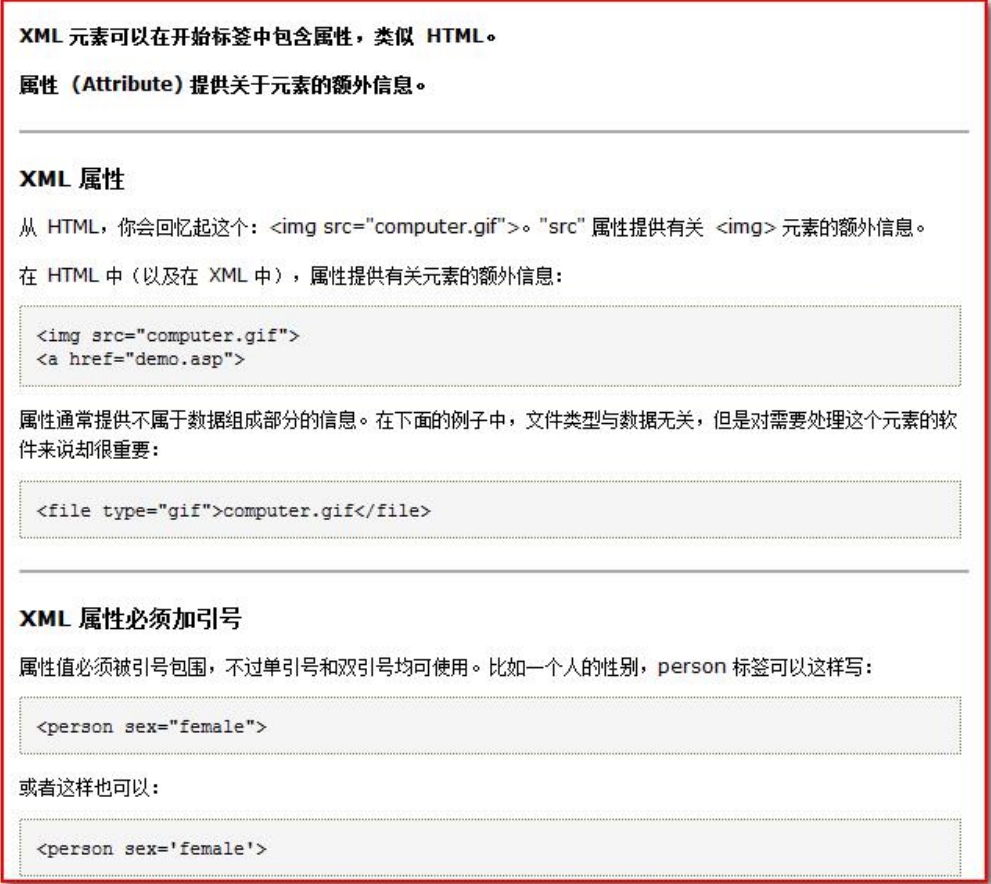 XML 元素可以在开始标签中包含属性，类似 HTML。
属性（Attribute）提供关于元素的额外信息。
XML 属性
从 HTML，你会回忆起这个：<img src="computer.gif">。"src" 属性提供有关 <img> 元素的额外信息。
在 HTML 中（以及在 XML 中），属性提供有关元素的额外信息：
<img src="computer.gif">
<a href="demo.asp">
属性通常提供不属于数据组成部分的信息。在下面的例子中，文件类型与数据无关，但是对需要处理这个元素的软
件来说却很重要：
<file type="gif">computer.gif</file>
XML 属性必须加引号
属性值必须被引号包围，不过单引号和双引号均可使用。比如一个人的性别，person 标签可以这样写：
<person sex="female">
或者这样也可以：
<person sex='female'>